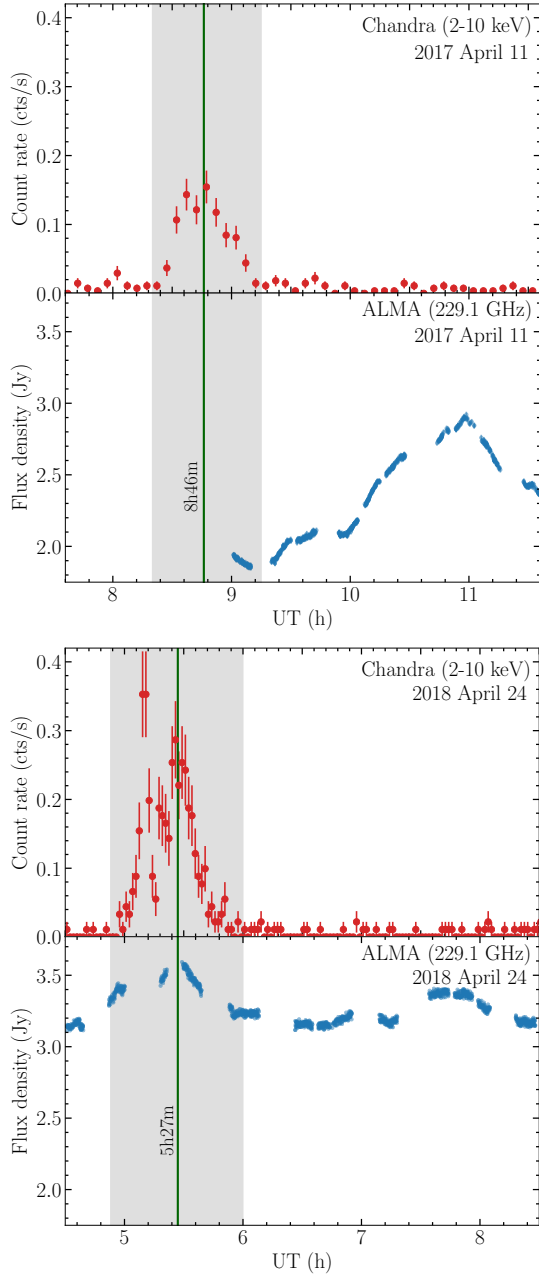 0.4
Chandra (2-10 keV)
2017 April 11
0.3
0.2
0.1
0.0
Count rate (cts/s)
ALMA (229.1 GHz)
2017 April 11
3.5
3.0
2.5
2.0
Flux density (Jy)
8h46m
8 9 10 11
UT (h)
0.4
Chandra (2-10 keV)
2018 April 24
0.3
0.2
0.1
0.0
Count rate (cts/s)
ALMA (229.1 GHz)
2018 April 24
3.5
3.0
2.5
2.0
Flux density (Jy)
5h27m
5 6 7 8
UT (h)